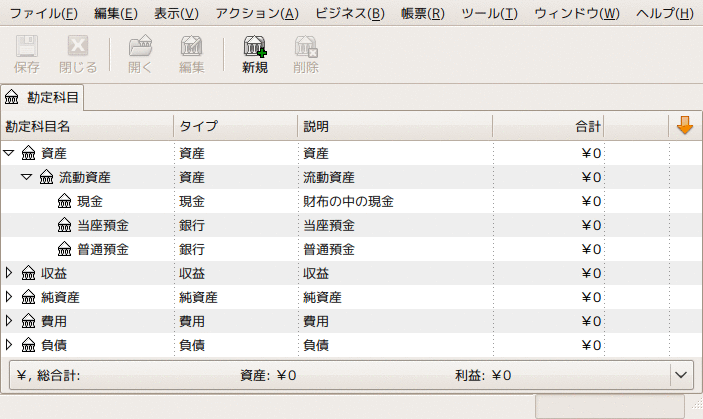 ファイル(F) 編集(E) 表示(V) アクション(A) ビジネス(B) 帳票(R) ツール(T) ウィンドウ(W) ヘルプ(H)
保存 閉じる 開く 編集 新規 削除
勘定科目
勘定科目名 タイプ 説明 合計
資産 資産 資産 ¥0
流動資産 資産 流動資産 ¥0
現金 現金 財布の中の現金 ¥0
当座預金 銀行 当座預金 ¥0
普通預金 銀行 普通預金 ¥0
収益 収益 収益 ¥0
純資産 純資産 純資産 ¥0
費用 費用 費用 ¥0
負債 負債 負債 ¥0
¥, 総合計: 資産: ¥0 利益: ¥0